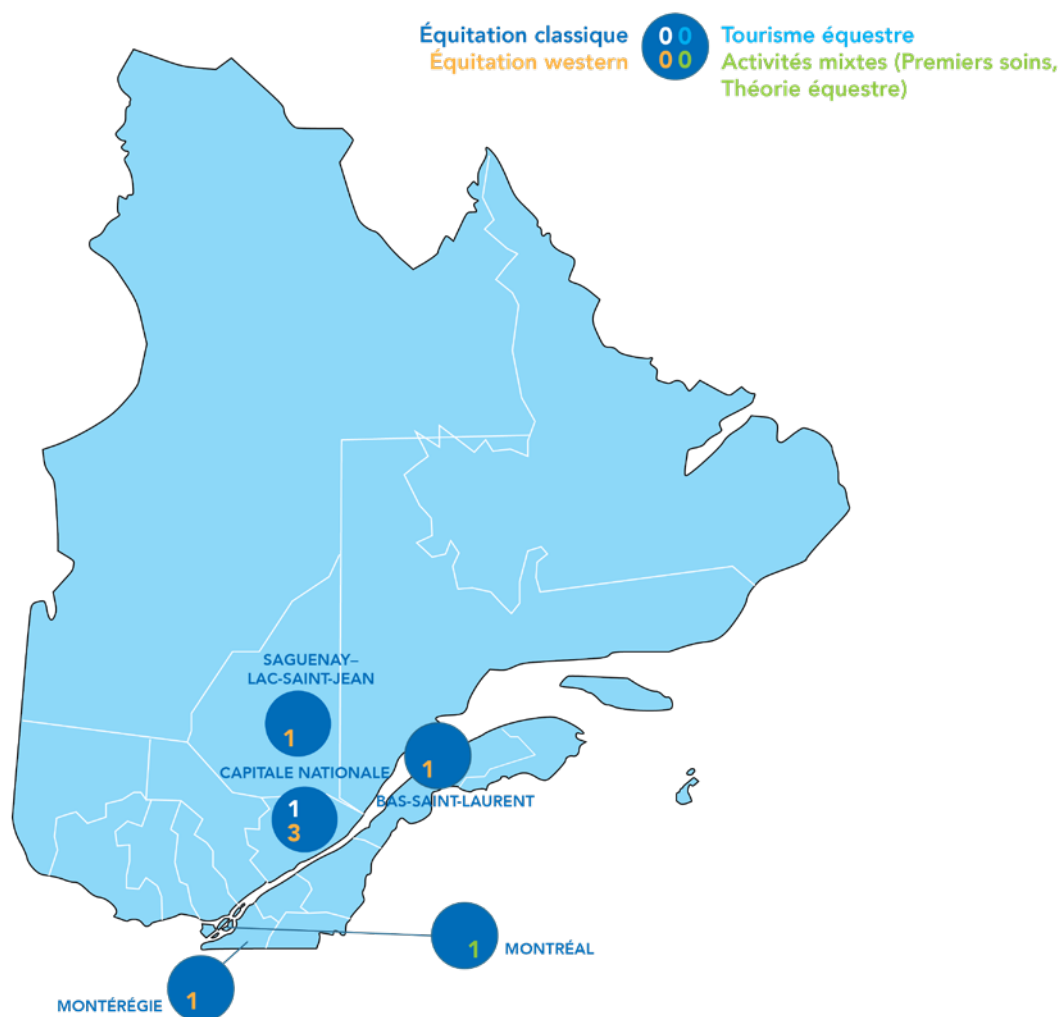 Équitation classique
Équitation western
0 0
0 0
Tourisme équestre
Activités mixtes (Premiers soins,
Théorie équestre)
SAGUENAY–
LAC-SAINT-JEAN
1
CAPITALE NATIONALE
1
3
1
BAS-SAINT-LAURENT
1
MONTRÉAL
1
MONTÉRÉGIE